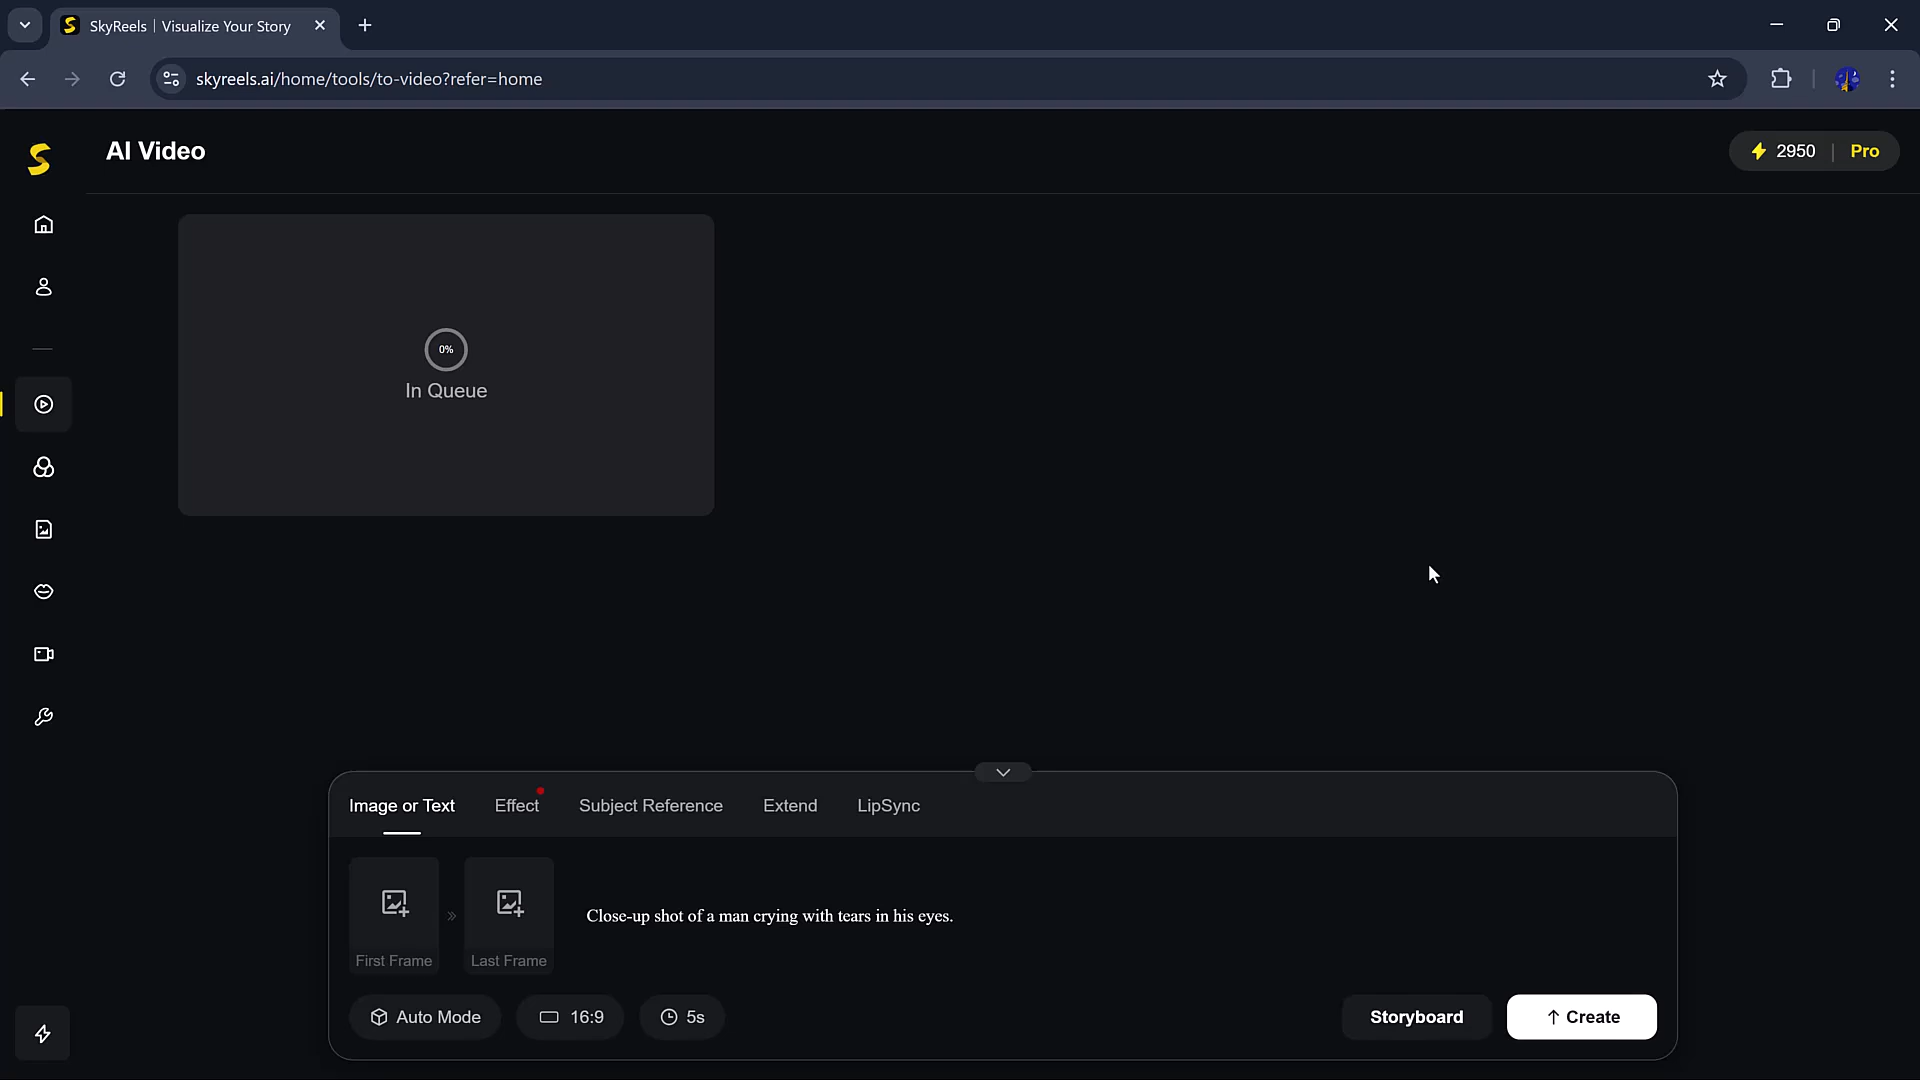 SkyReels | Visualize Your Story
skyreels.ai/home/tools/to-video?refer=home
AI Video
2950 | Pro
0%
In Queue
Image or Text
Effect
Subject Reference
Extend
LipSync
First Frame
Last Frame
Close-up shot of a man crying with tears in his eyes.
Auto Mode
16:9
5s
Storyboard
Create